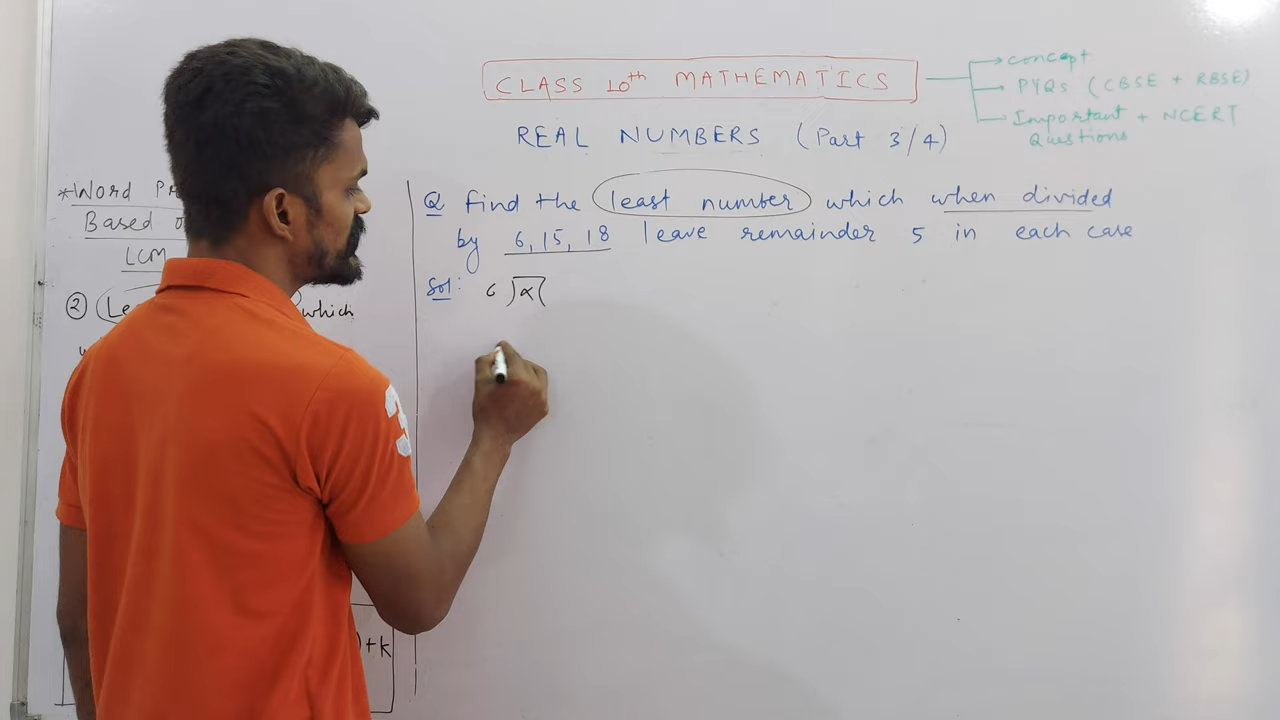 CLASS 10th MATHEMATICS
concept
PYQs (CBSE + RBSE)
Important + NCERT
Questions
REAL NUMBERS (Part 3/4)
*Word
Based
LCM
② which
)+k
Q Find the least number which when divided
by 6, 15, 18 leave remainder 5 in each case
Sol: 6 ) x (
3